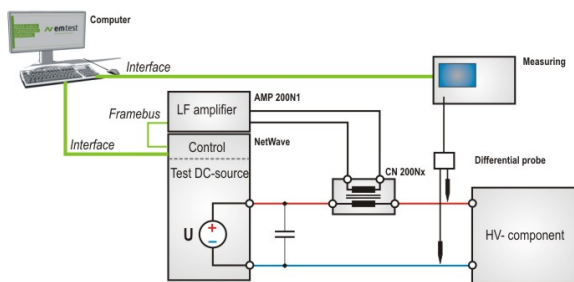 Computer
emtest
Interface
Measuring
AMP 200N1
Framebus
LF amplifier
Interface
Control
NetWave
Test DC-source
CN 200Nx
Differential probe
U
+
−
HV- component